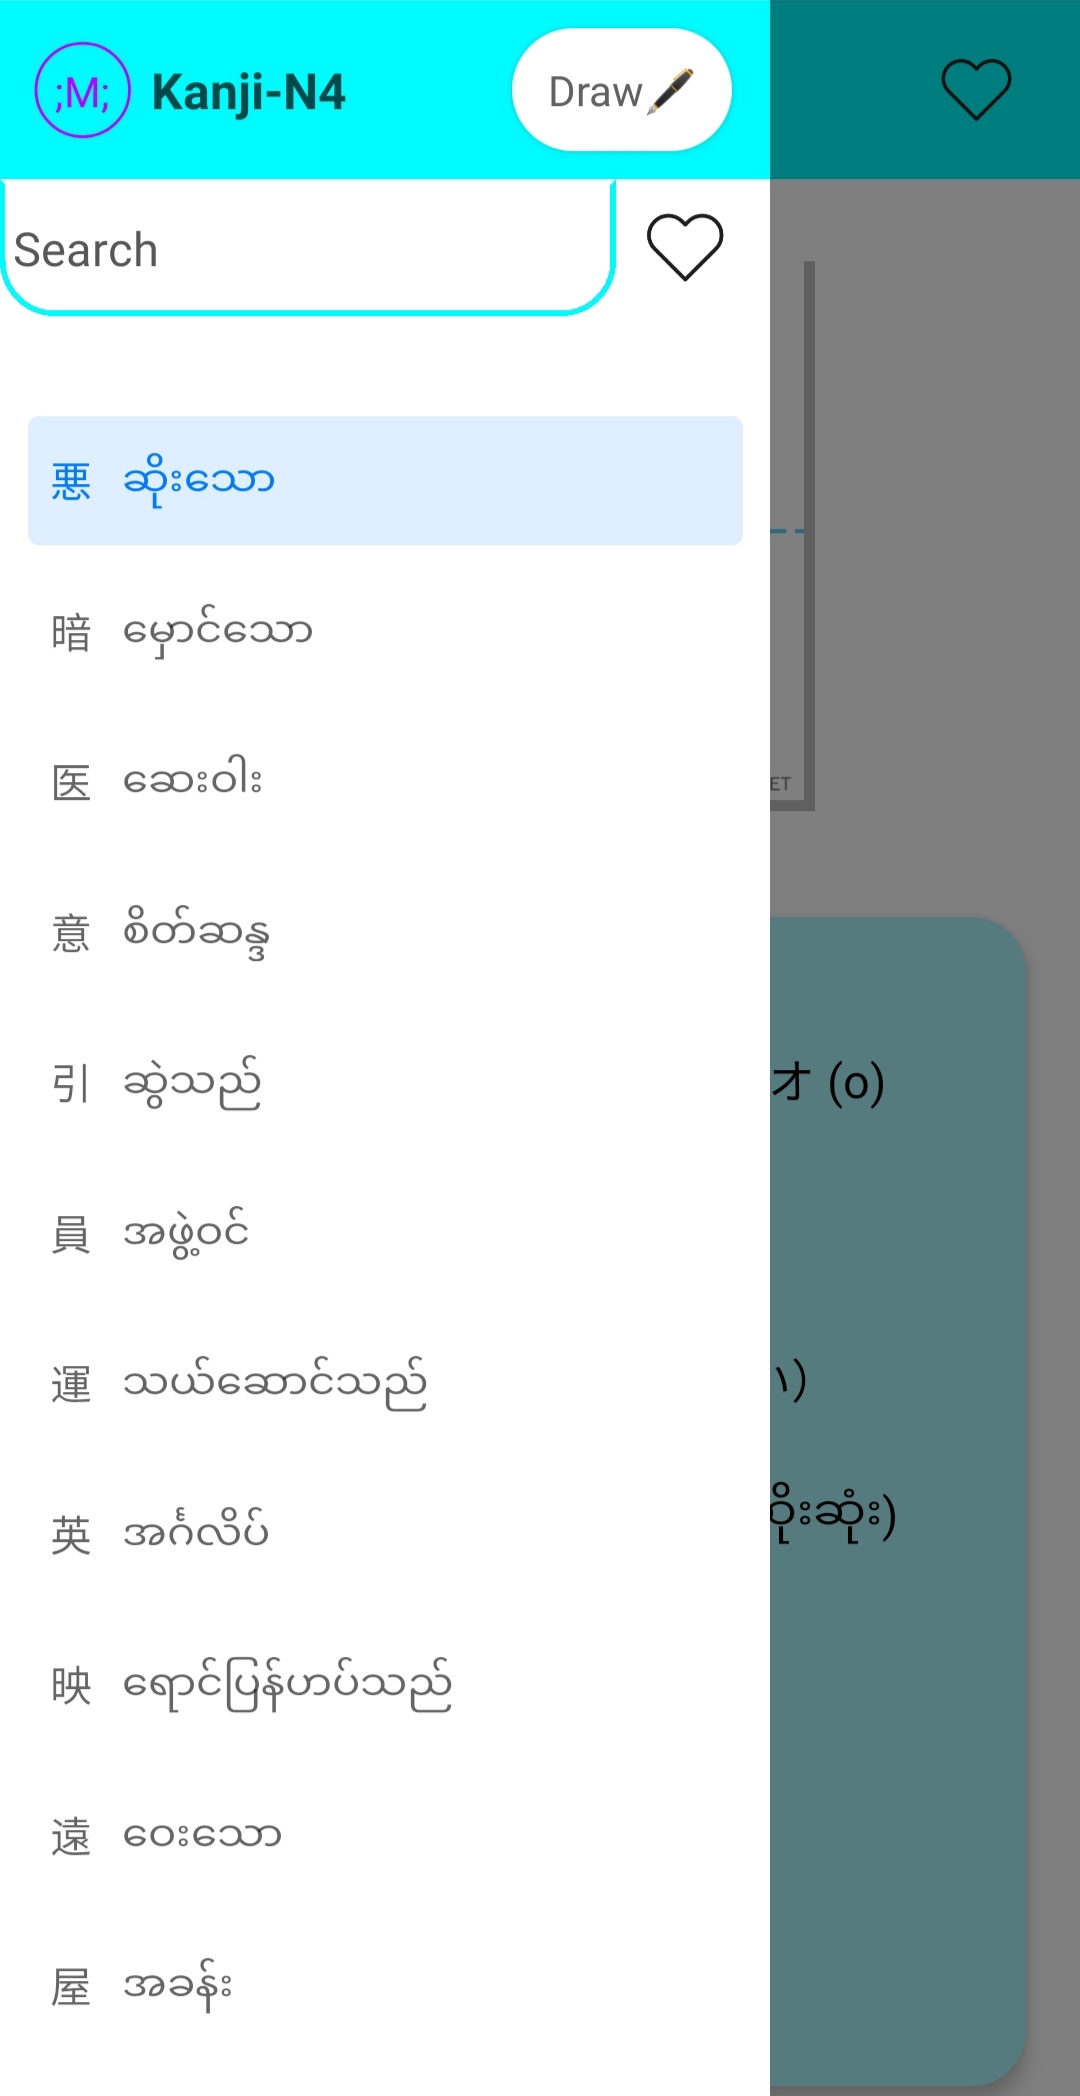 ;M; Kanji-N4 Draw
Search
悪 ဆိုးသော
暗 မှောင်သော
医 ဆေးဝါး
意 စိတ်ဆန္ဒ
引 ဆွဲသည်
員 အဖွဲ့ဝင်
運 သယ်ဆောင်သည်
英 အင်္ဂလိပ်
映 ရောင်ပြန်ဟပ်သည်
遠 ဝေးသော
屋 အခန်း
オ (o)